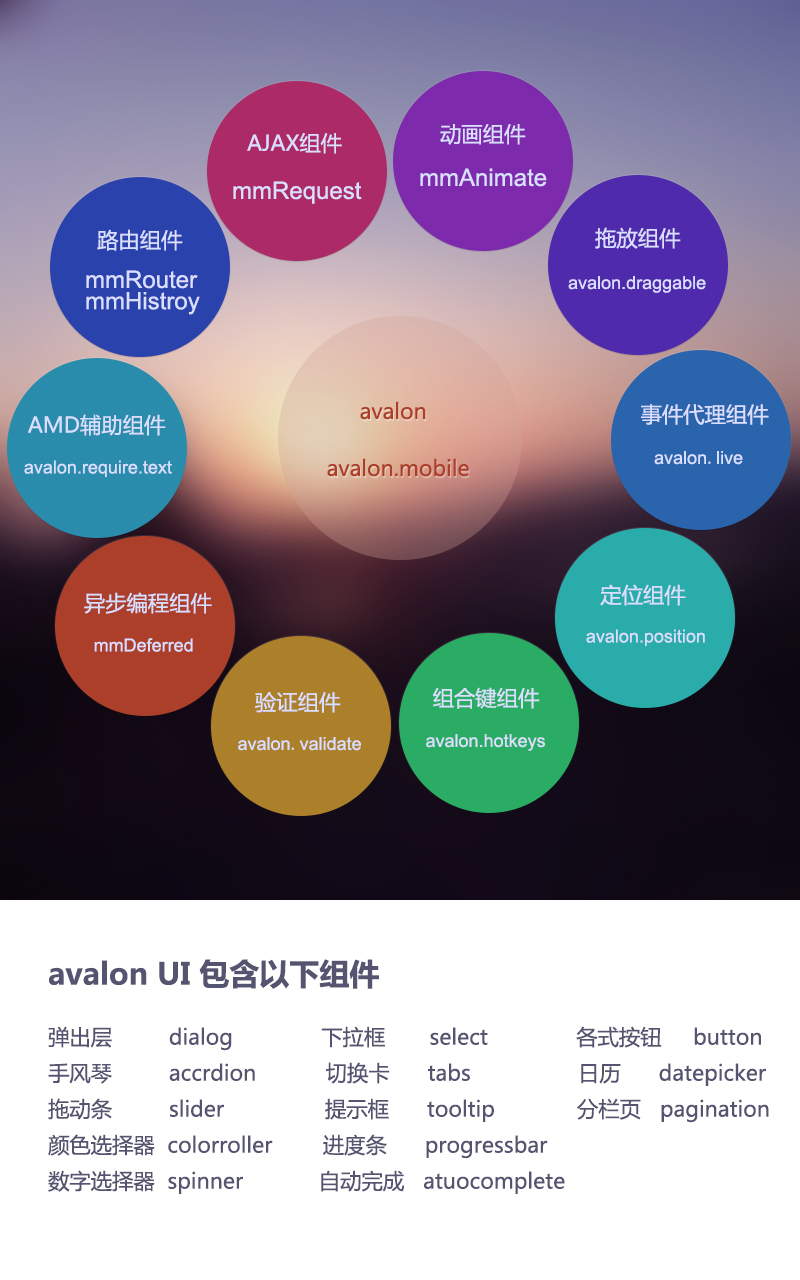 AJAX组件
mmRequest
动画组件
mmAnimate
路由组件
mmRouter
mmHistroy
拖放组件
avalon.draggable
AMD辅助组件
avalon.require.text
avalon
avalon.mobile
事件代理组件
avalon. live
异步编程组件
mmDeferred
定位组件
avalon.position
验证组件
avalon. validate
组合键组件
avalon.hotkeys
avalon UI 包含以下组件
弹出层 dialog 下拉框 select 各式按钮 button
手风琴 accrdion 切换卡 tabs 日历 datepicker
拖动条 slider 提示框 tooltip 分栏页 pagination
颜色选择器 colorroller 进度条 progressbar
数字选择器 spinner 自动完成 atuocomplete